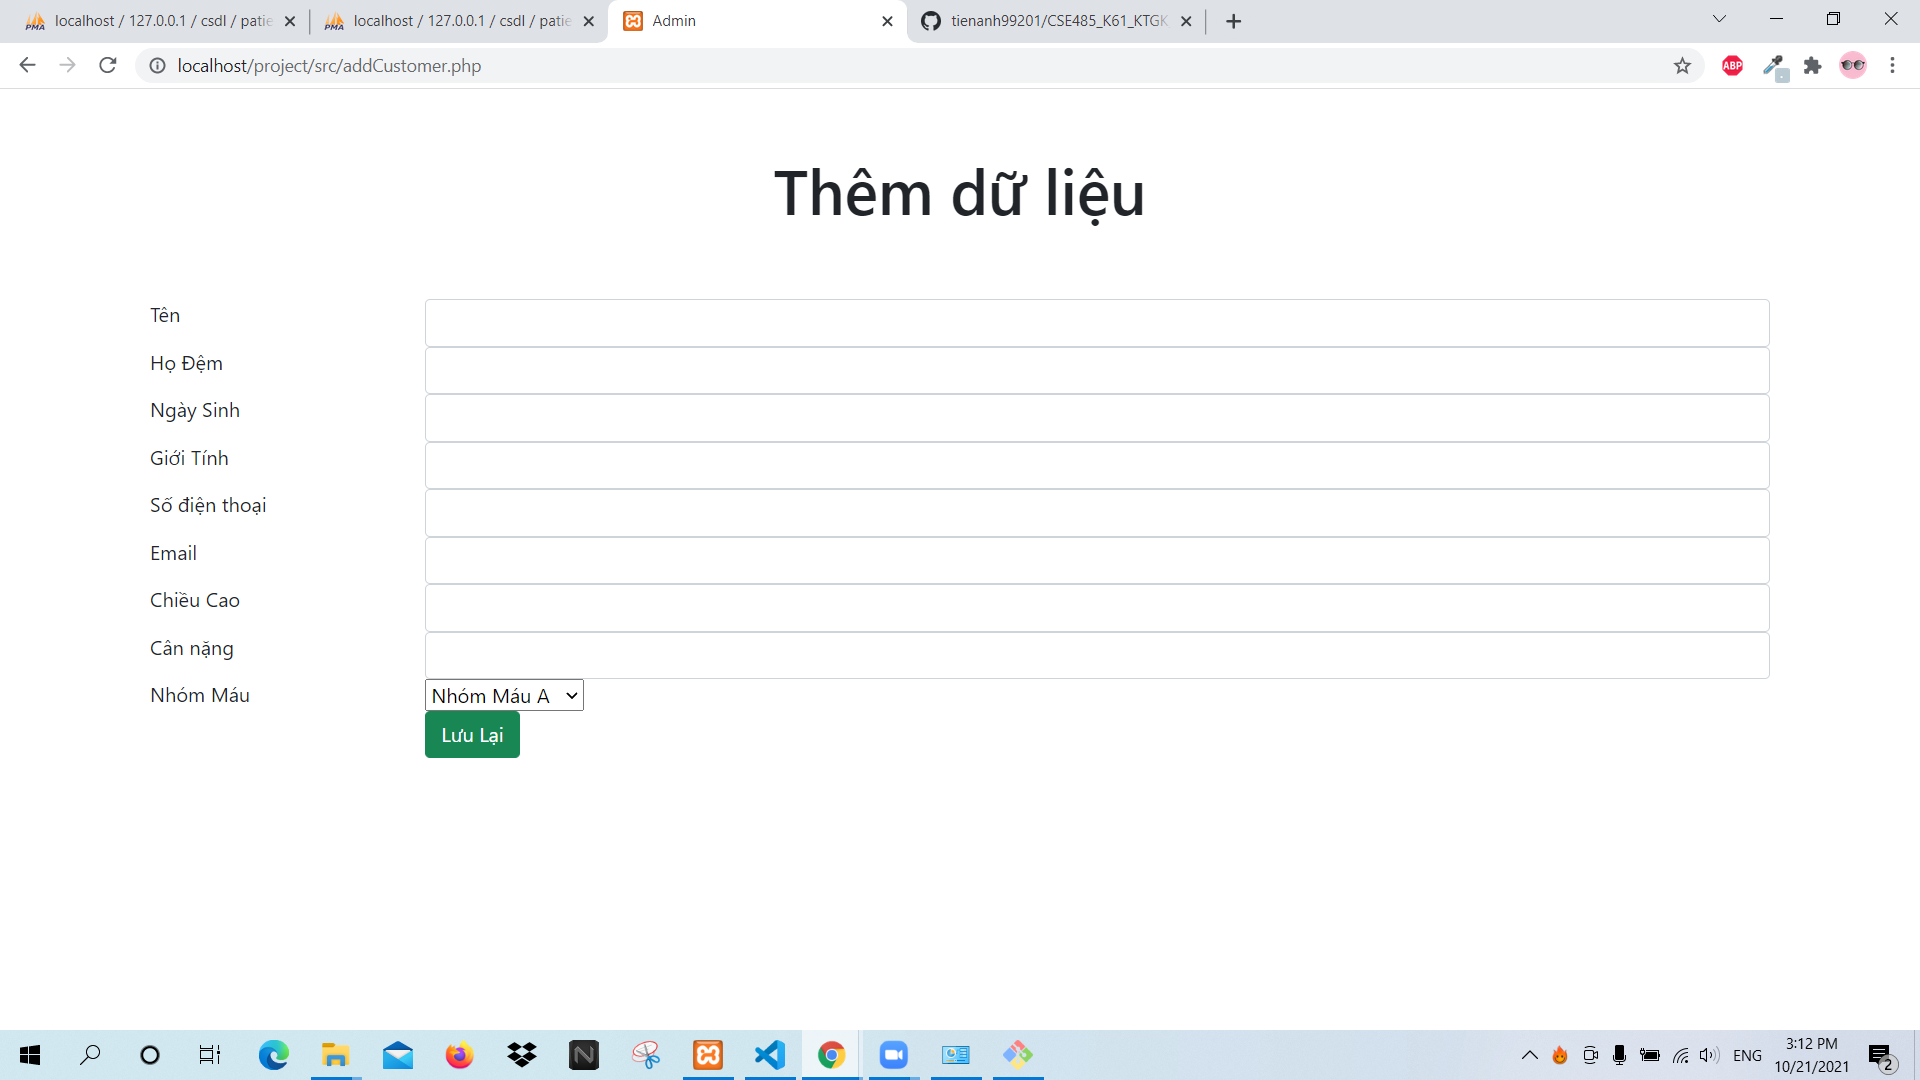 localhost / 127.0.0.1 / csdl / patie
localhost / 127.0.0.1 / csdl / patie
Admin
tienanh99201/CSE485_K61_KTGK
localhost/project/src/addCustomer.php
ABP
Thêm dữ liệu
Tên
Họ Đệm
Ngày Sinh
Giới Tính
Số điện thoại
Email
Chiều Cao
Cân nặng
Nhóm Máu
Nhóm Máu A
Lưu Lại
ENG
3:12 PM
10/21/2021
2